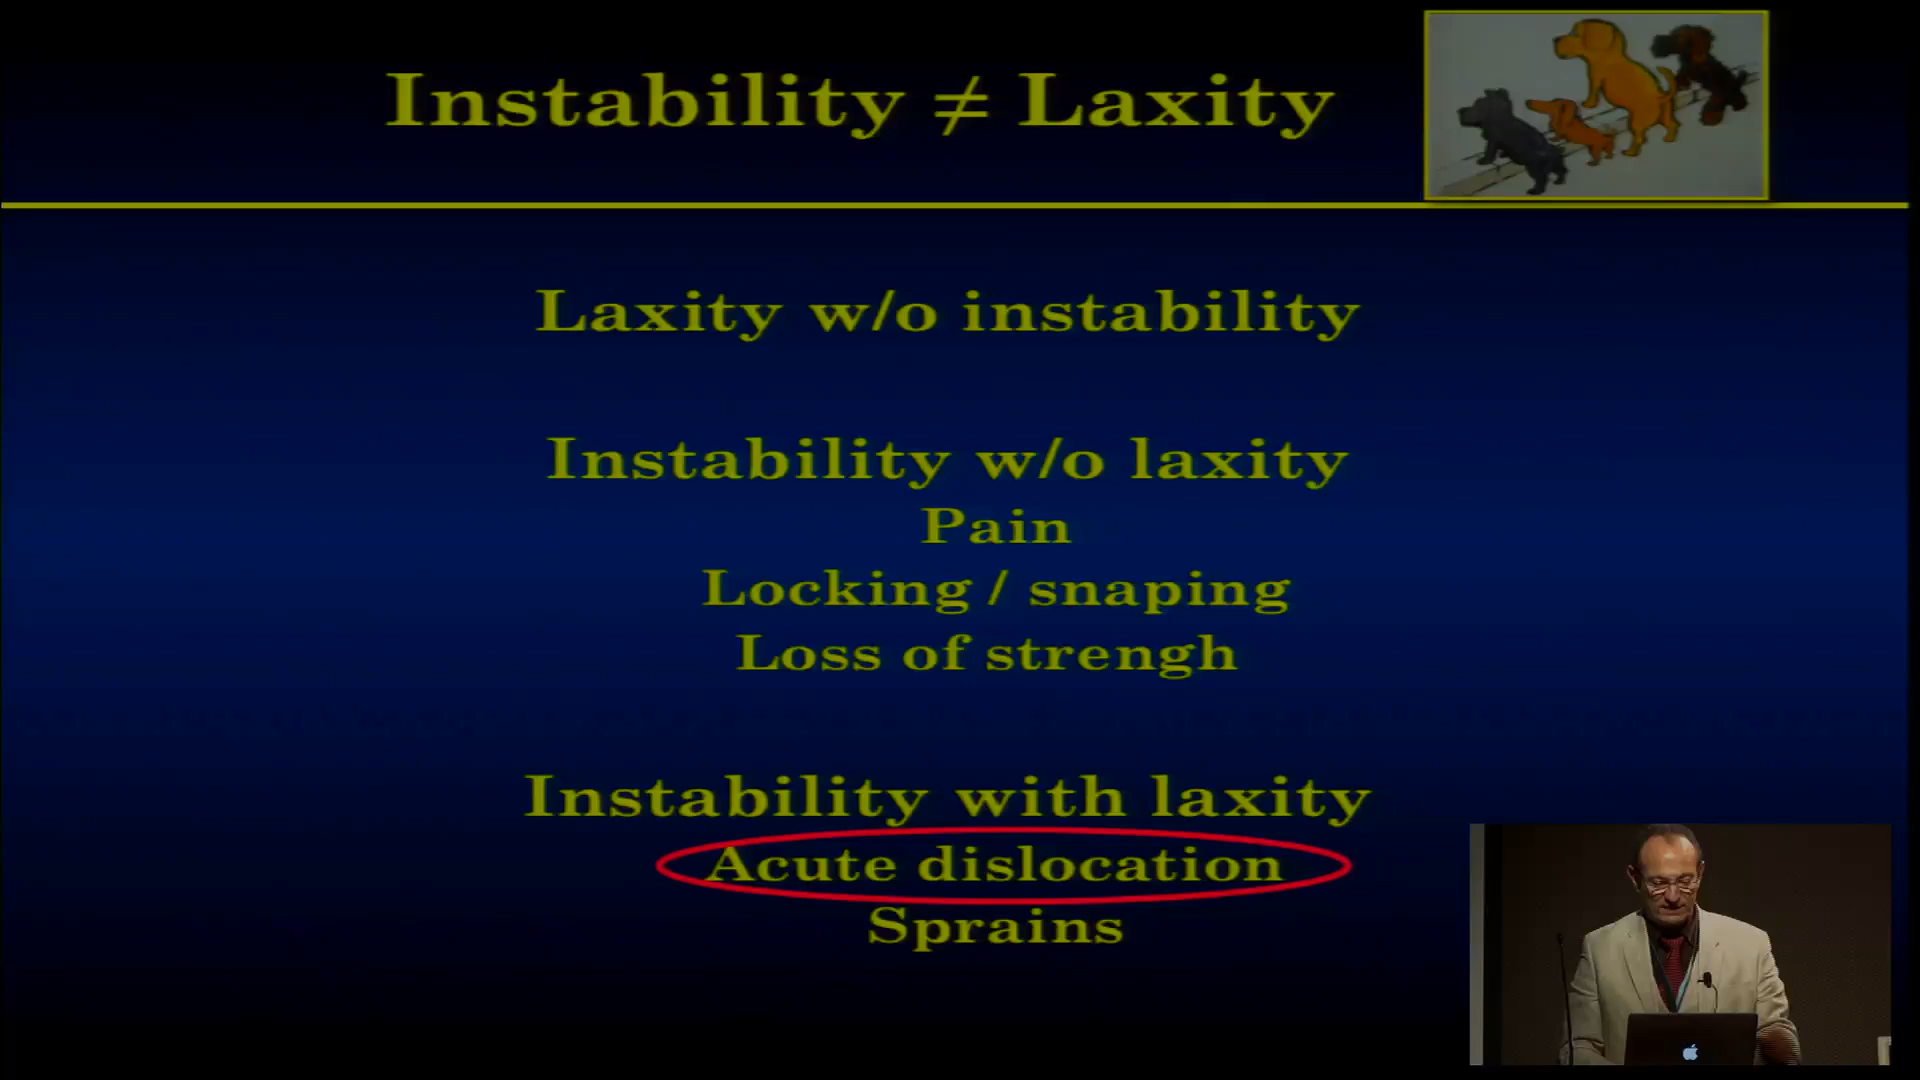 Instability ≠ Laxity
Laxity w/o instability
Instability w/o laxity
Pain
Locking / snaping
Loss of strengh
Instability with laxity
Acute dislocation
Sprains